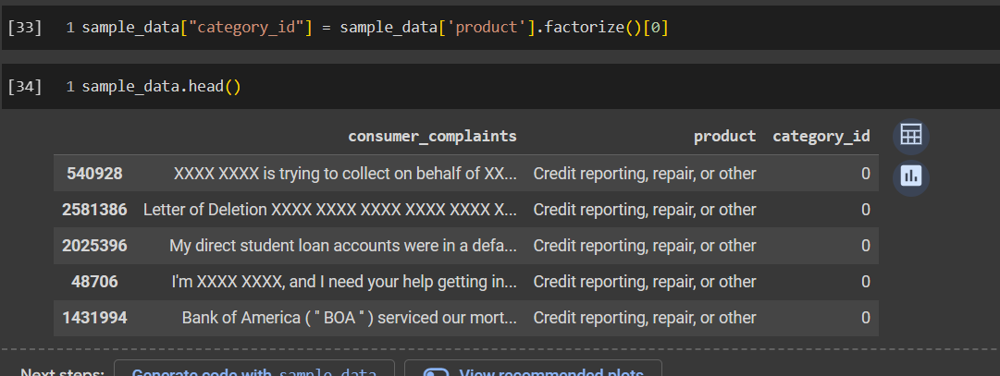 [33] 1 sample_data["category_id"] = sample_data['product'].factorize()[0]
[34] 1 sample_data.head()
consumer_complaints product category_id
540928 XXXX XXXX is trying to collect on behalf of XX... Credit reporting, repair, or other 0
2581386 Letter of Deletion XXXX XXXX XXXX XXXX XXXX X... Credit reporting, repair, or other 0
2025396 My direct student loan accounts were in a defa... Credit reporting, repair, or other 0
48706 I'm XXXX XXXX, and I need your help getting in... Credit reporting, repair, or other 0
1431994 Bank of America ( " BOA " ) serviced our mort... Credit reporting, repair, or other 0
Next steps: Generate code with sample_data View recommended plots